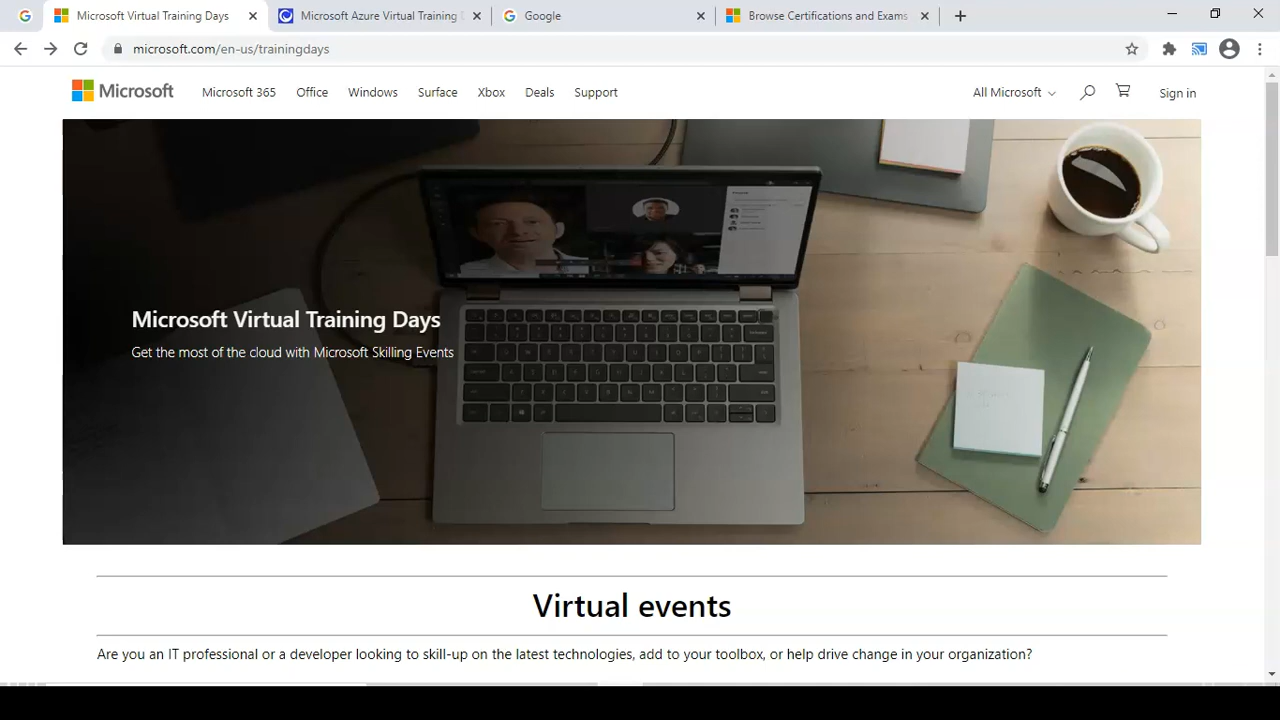 Microsoft Virtual Training Days
Microsoft Azure Virtual Training
Google
Browse Certifications and Exams
microsoft.com/en-us/trainingdays
Microsoft
Microsoft 365
Office
Windows
Surface
Xbox
Deals
Support
All Microsoft
Sign in
Microsoft Virtual Training Days
Get the most of the cloud with Microsoft Skilling Events
Virtual events
Are you an IT professional or a developer looking to skill-up on the latest technologies, add to your toolbox, or help drive change in your organization?